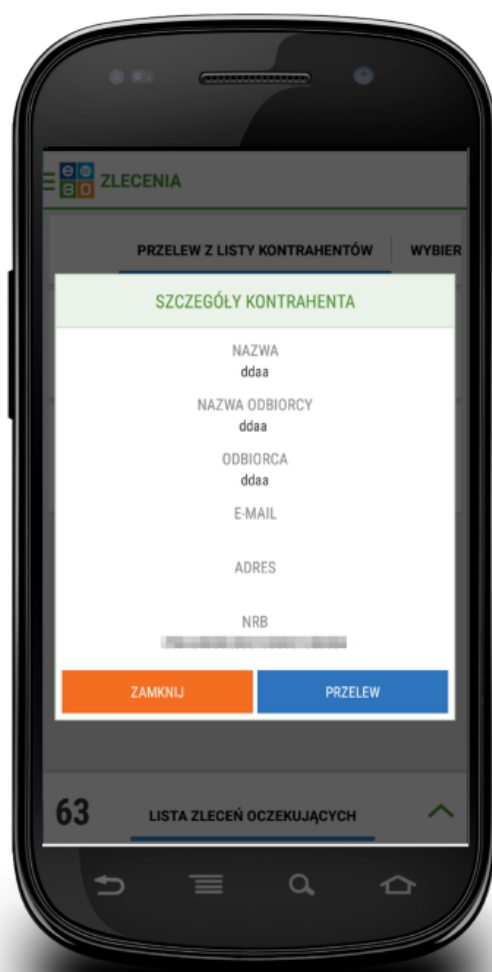 eBO
ZLECENIA
PRZELEW Z LISTY KONTRAHENTÓW
WYBIER
SZCZEGÓŁY KONTRAHENTA
NAZWA
ddaa
NAZWA ODBIORCY
ddaa
ODBIORCA
ddaa
E-MAIL
ADRES
NRB
ZAMKNIJ
PRZELEW
63
LISTA ZLECEŃ OCZEKUJĄCYCH